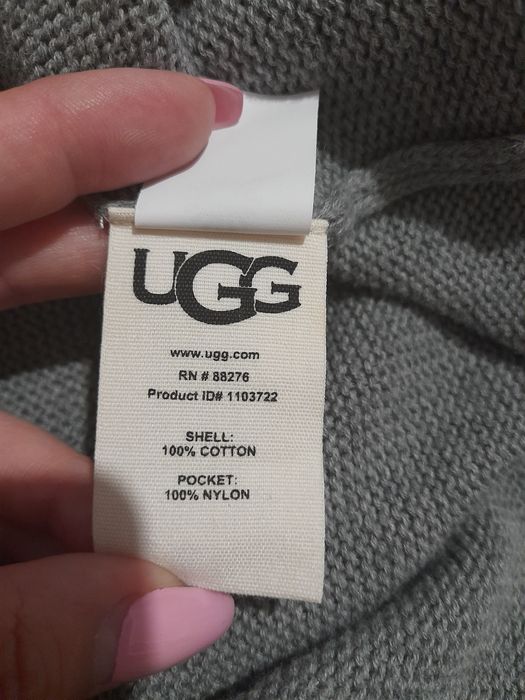 UGG
www.ugg.com
RN # 88276
Product ID# 1103722
SHELL:
100% COTTON
POCKET:
100% NYLON